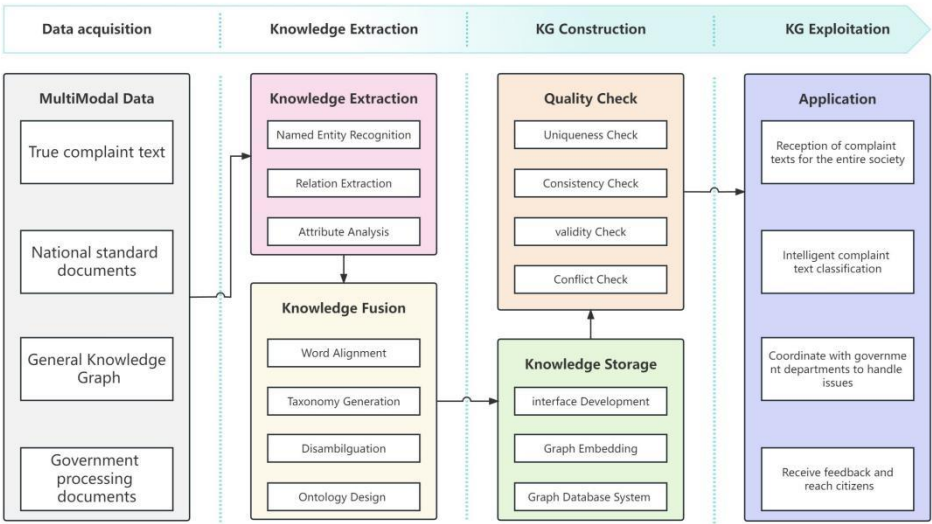 Data acquisition
Knowledge Extraction
KG Construction
KG Exploitation
MultiModal Data
True complaint text
National standard
documents
General Knowledge
Graph
Government
processing
documents
Knowledge Extraction
Named Entity Recognition
Relation Extraction
Attribute Analysis
Knowledge Fusion
Word Alignment
Taxonomy Generation
Disambilguation
Ontology Design
Quality Check
Uniqueness Check
Consistency Check
validity Check
Conflict Check
Knowledge Storage
interface Development
Graph Embedding
Graph Database System
Application
Reception of complaint
texts for the entire society
Intelligent complaint
text classification
Coordinate with governme
nt departments to handle
issues
Receive feedback and
reach citizens